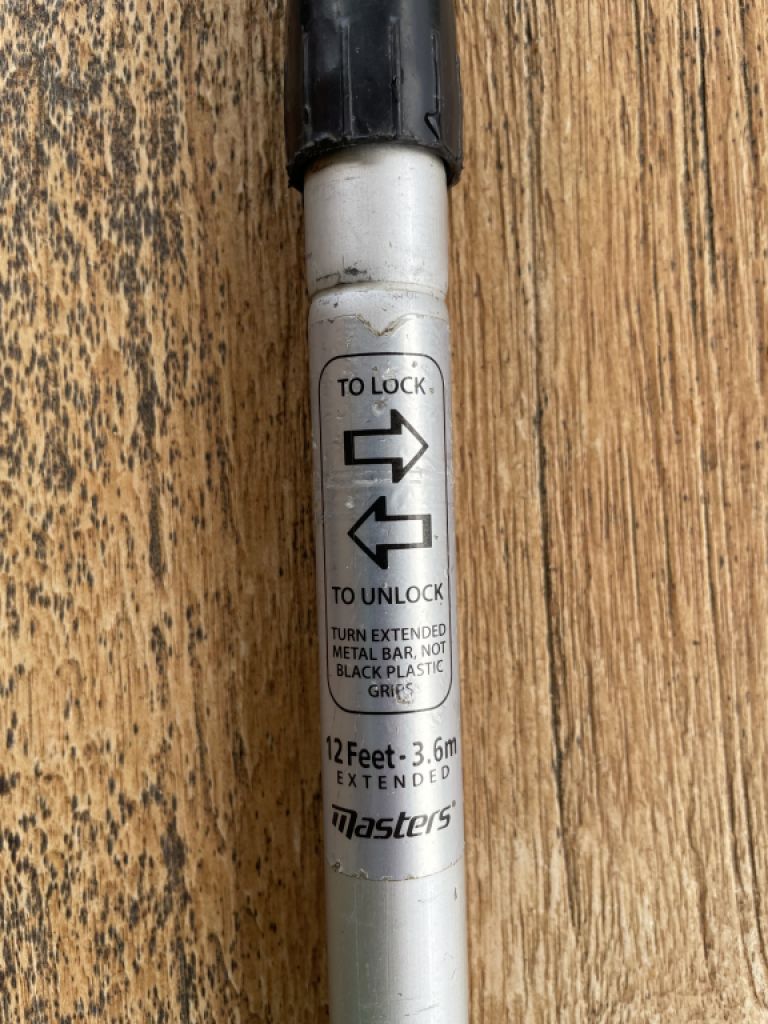 TO LOCK
TO UNLOCK
TURN EXTENDED
METAL BAR, NOT
BLACK PLASTIC
GRIPS
12 Feet - 3.6m
EXTENDED
Masters®